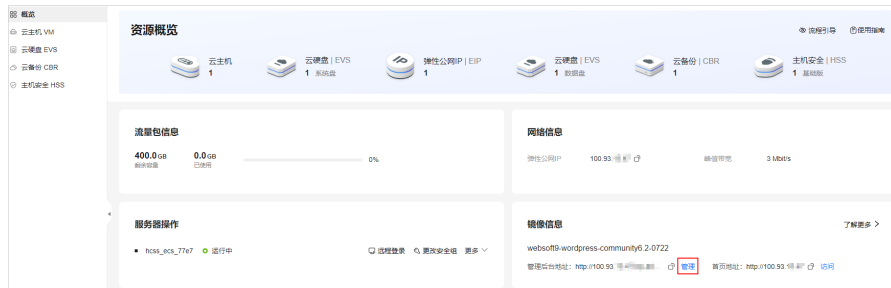 概览
云主机 VM
云硬盘 EVS
云备份 CBR
主机安全 HSS
资源概览
流程引导 使用指南
云主机
1
云硬盘 | EVS
1 系统盘
弹性公网IP | EIP
1
云硬盘 | EVS
1 数据盘
云备份 | CBR
1
主机安全 | HSS
1 基础版
流量包信息
400.0 GB 0.0 GB 0%
剩余容量 已使用
网络信息
弹性公网IP 100.93. 峰值带宽 3 Mbit/s
服务器操作
hcss_ecs_77e7 运行中 远程登录 更改安全组 更多
镜像信息 了解更多
websoft9-wordpress-community6.2-0722
管理后台地址: http://100.93. 管理 首页地址: http://100.93. 访问